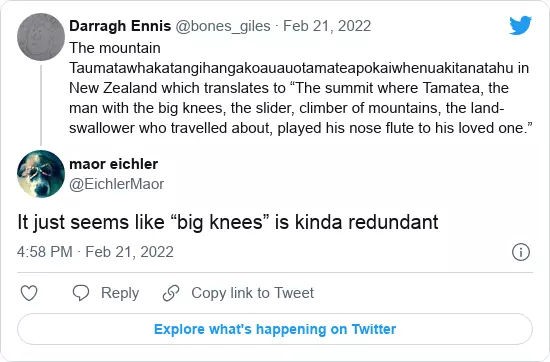 Darragh Ennis @bones_giles · Feb 21, 2022
The mountain
Taumatawhakatangihangakoauauotamateapokaiwhenuakitanatahu in
New Zealand which translates to “The summit where Tamatea, the
man with the big knees, the slider, climber of mountains, the land-
swallower who travelled about, played his nose flute to his loved one.”
maor eichler
@EichlerMaor
It just seems like “big knees” is kinda redundant
4:58 PM · Feb 21, 2022
Reply Copy link to Tweet
Explore what's happening on Twitter